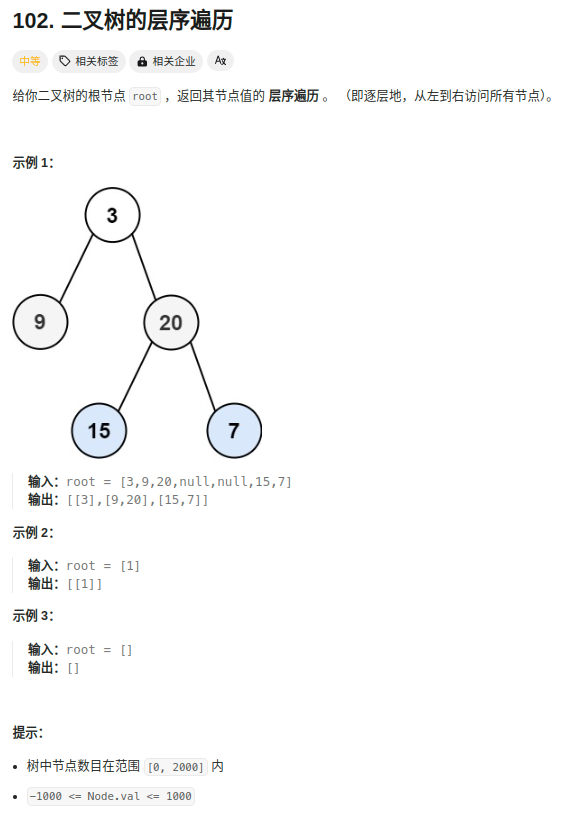 102. 二叉树的层序遍历
中等 相关标签 相关企业
给你二叉树的根节点 root ，返回其节点值的 层序遍历 。 （即逐层地，从左到右访问所有节点）。
示例 1：
3
9 20
15 7
输入：root = [3,9,20,null,null,15,7]
输出：[[3],[9,20],[15,7]]
示例 2：
输入：root = [1]
输出：[[1]]
示例 3：
输入：root = []
输出：[]
提示：
• 树中节点数目在范围 [0, 2000] 内
• -1000 <= Node.val <= 1000